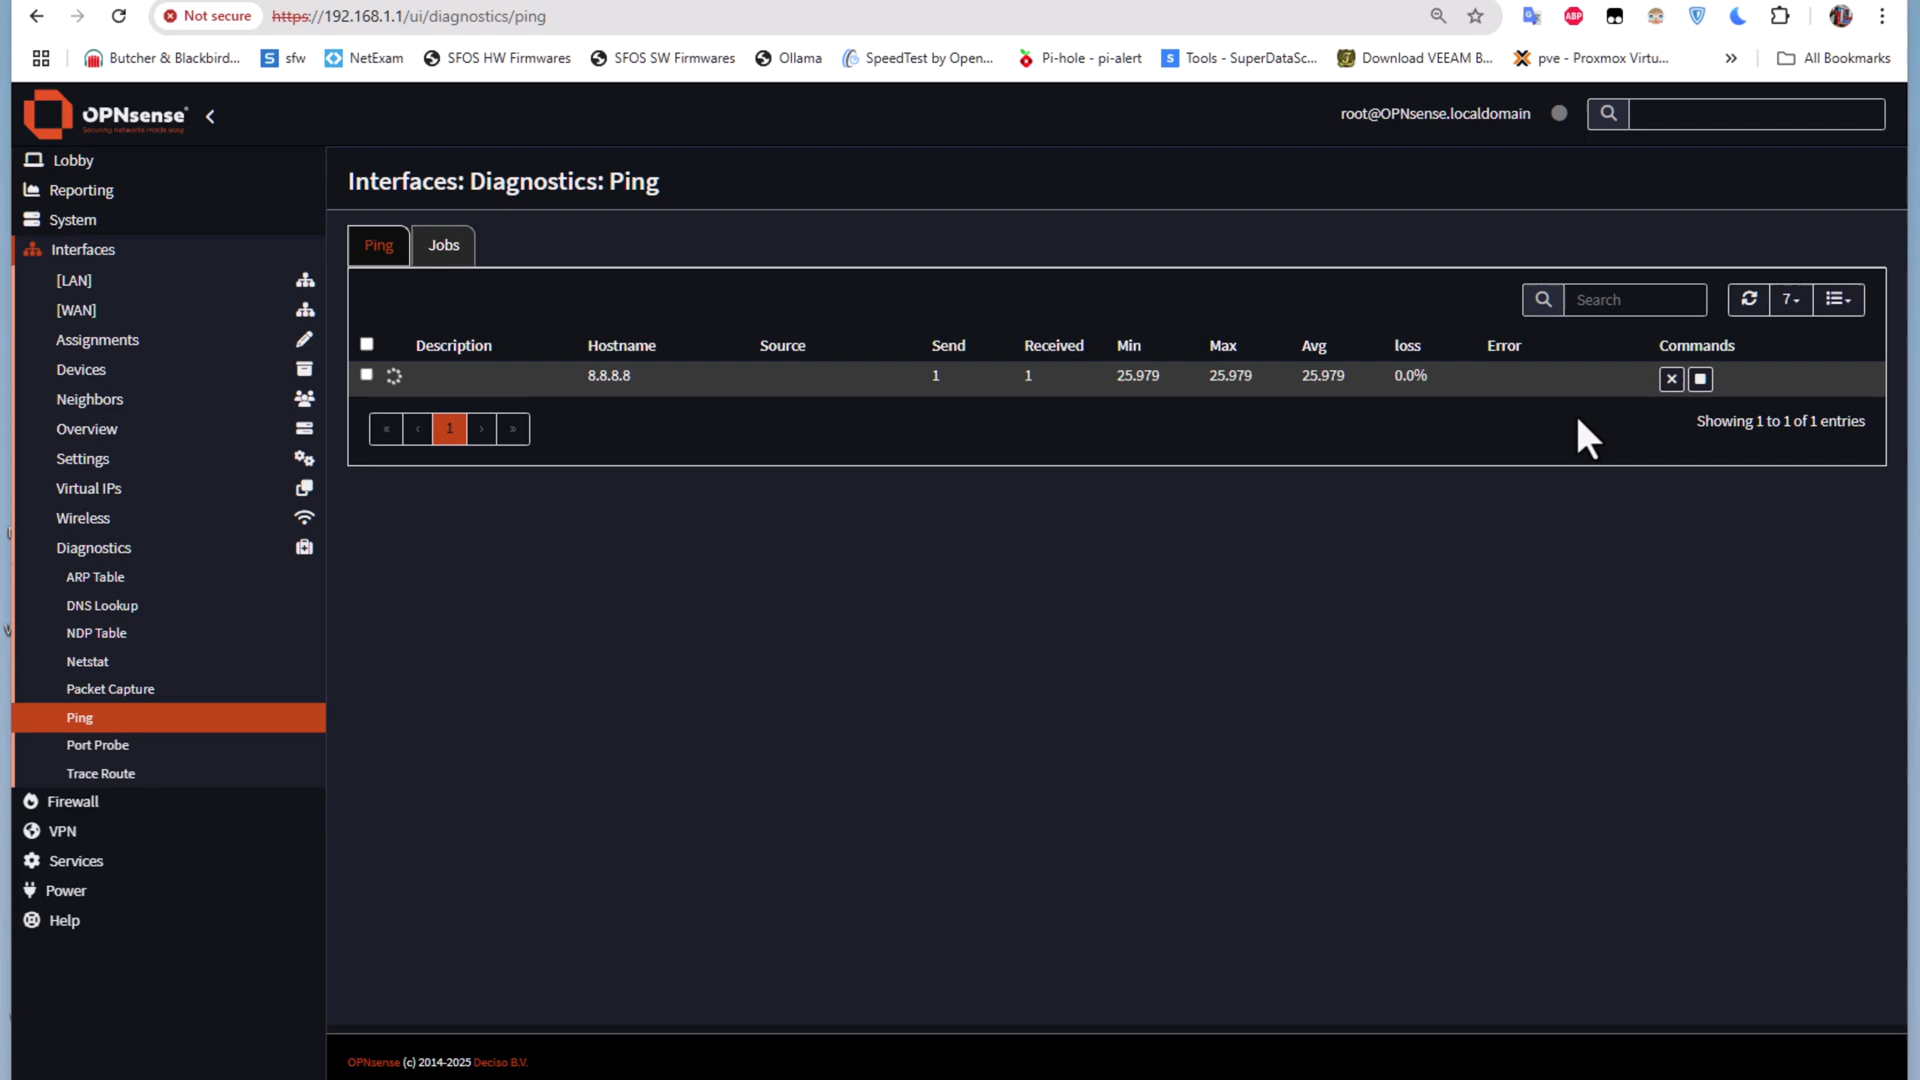 Not secure https://192.168.1.1/ui/diagnostics/ping
Butcher & Blackbird... sfw NetExam SFOS HW Firmwares SFOS SW Firmwares Ollama SpeedTest by Open... Pi-hole - pi-alert Tools - SuperDataSc... Download VEEAM B... pve - Proxmox Virtu... » All Bookmarks
OPNsense
Securing networks made easy
root@OPNsense.localdomain
Lobby
Reporting
System
Interfaces
[LAN]
[WAN]
Assignments
Devices
Neighbors
Overview
Settings
Virtual IPs
Wireless
Diagnostics
ARP Table
DNS Lookup
NDP Table
Netstat
Packet Capture
Ping
Port Probe
Trace Route
Firewall
VPN
Services
Power
Help
Interfaces: Diagnostics: Ping
Ping Jobs
Search 7
Description Hostname Source Send Received Min Max Avg loss Error Commands
8.8.8.8 1 1 25.979 25.979 25.979 0.0%
« ‹ 1 › »
Showing 1 to 1 of 1 entries
OPNsense (c) 2014-2025 Deciso B.V.